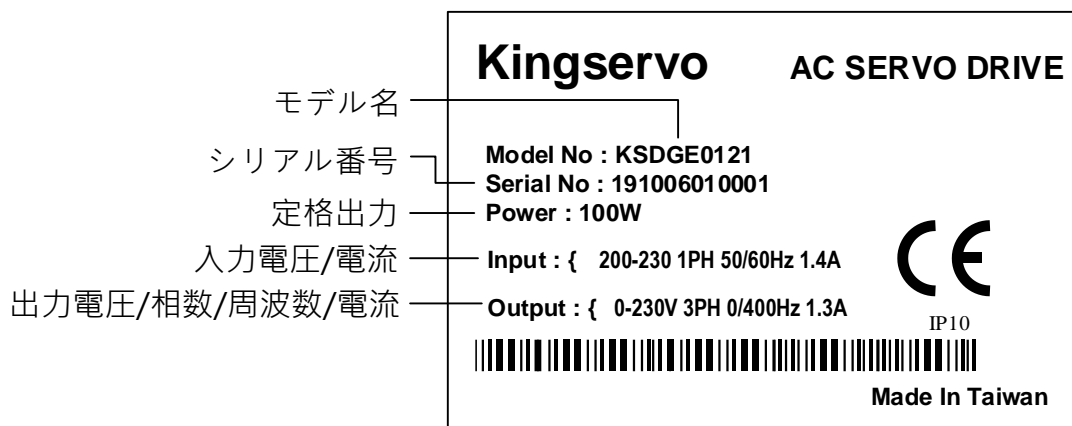 Kingservo AC SERVO DRIVE
モデル名
Model No : KSDGE0121
シリアル番号
Serial No : 191006010001
定格出力
Power : 100W
入力電圧/電流
Input : { 200-230 1PH 50/60Hz 1.4A
出力電圧/相数/周波数/電流
Output : { 0-230V 3PH 0/400Hz 1.3A
CE
IP10
Made In Taiwan